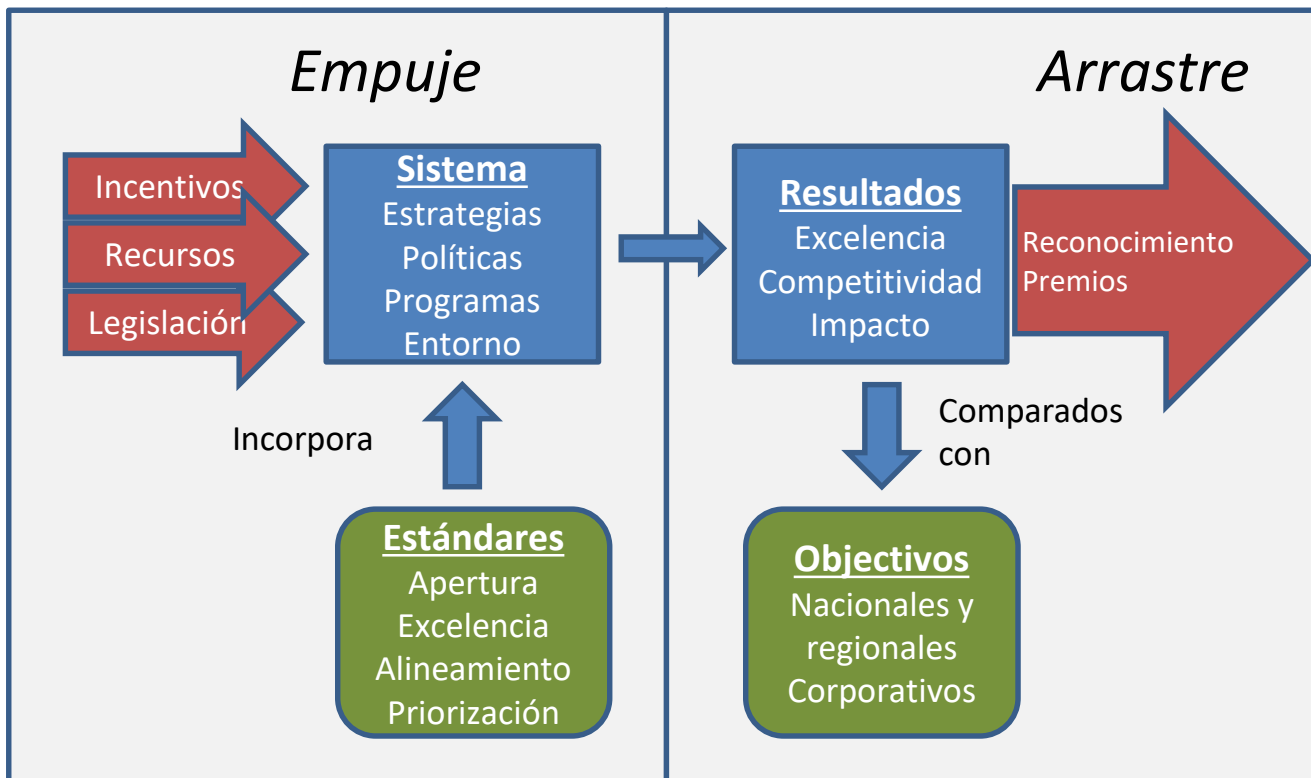 Empuje
Incentivos
Recursos
Legislación
Sistema
Estrategias
Políticas
Programas
Entorno
Incorpora
Estándares
Apertura
Excelencia
Alineamiento
Priorización
Arrastre
Resultados
Excelencia
Competitividad
Impacto
Reconocimiento
Premios
Comparados
con
Objectivos
Nacionales y
regionales
Corporativos